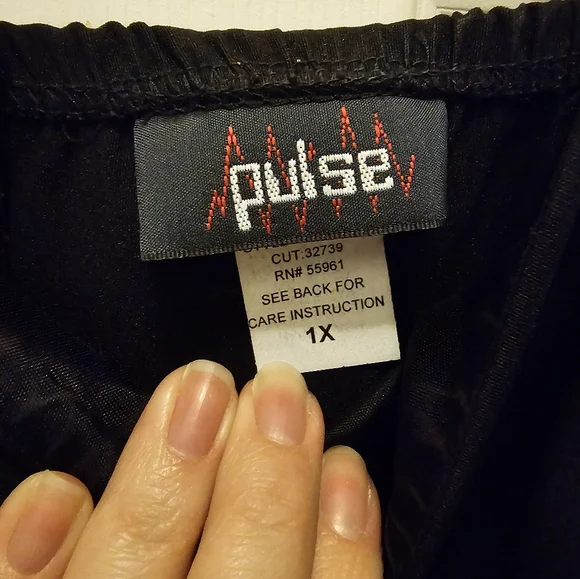 pulse
CUT:32739
RN# 55961
SEE BACK FOR
CARE INSTRUCTION
1X